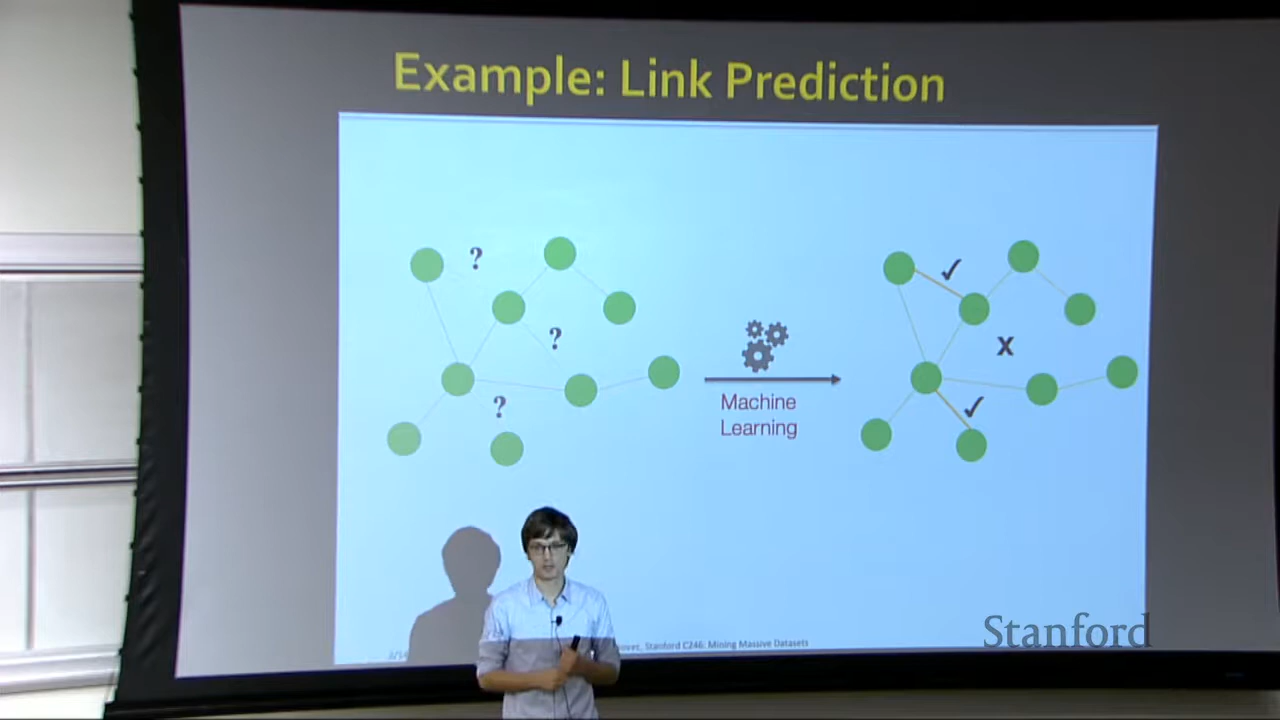 Example: Link Prediction
?
?
?
✓
X
✓
Machine
Learning
Stanford C246: Mining Massive Datasets
Stanford